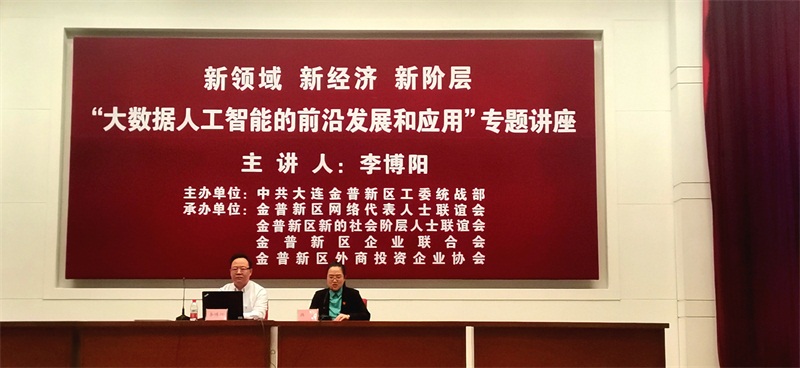 新领域 新经济 新阶层
“大数据人工智能的前沿发展和应用”专题讲座
主讲人：李博阳
主办单位：中共大连金普新区工委统战部
承办单位：金普新区网络代表人士联谊会
金普新区新的社会阶层人士联谊会
金普新区企业联合会
金普新区外商投资企业协会